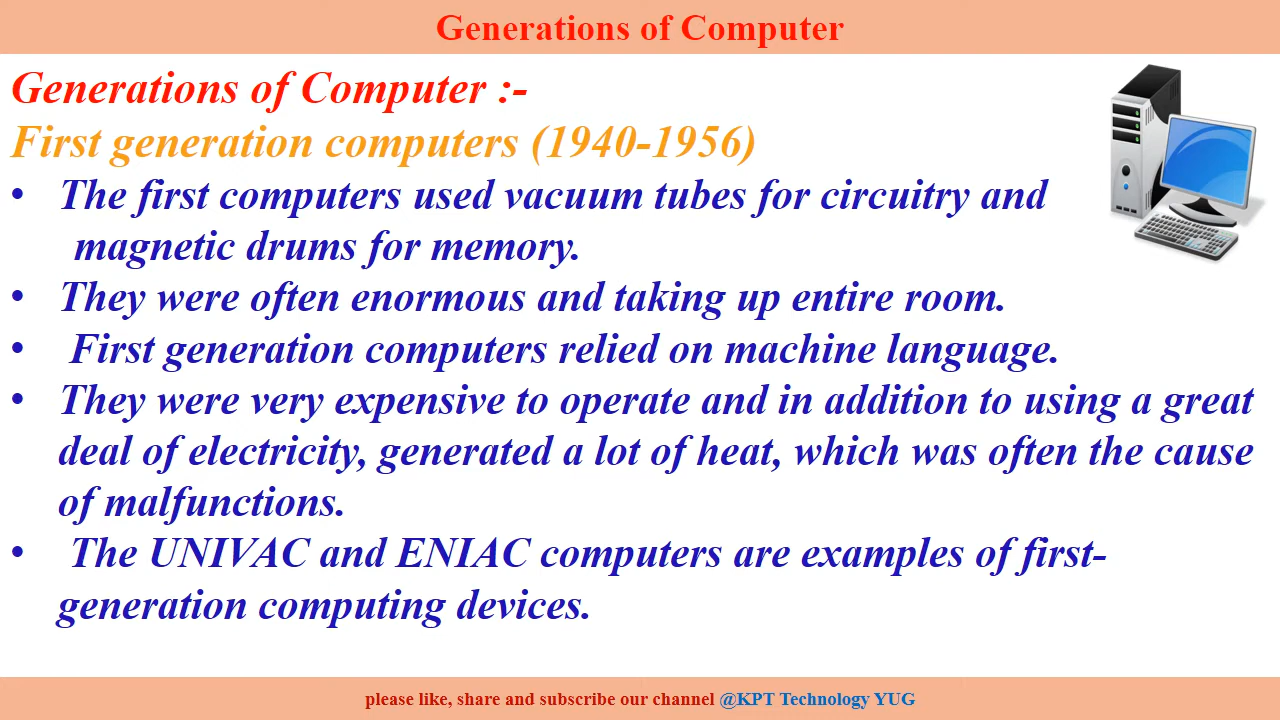 Generations of Computer
Generations of Computer :-
First generation computers (1940-1956)
• The first computers used vacuum tubes for circuitry and
magnetic drums for memory.
• They were often enormous and taking up entire room.
• First generation computers relied on machine language.
• They were very expensive to operate and in addition to using a great
deal of electricity, generated a lot of heat, which was often the cause
of malfunctions.
• The UNIVAC and ENIAC computers are examples of first-
generation computing devices.
please like, share and subscribe our channel @KPT Technology YUG